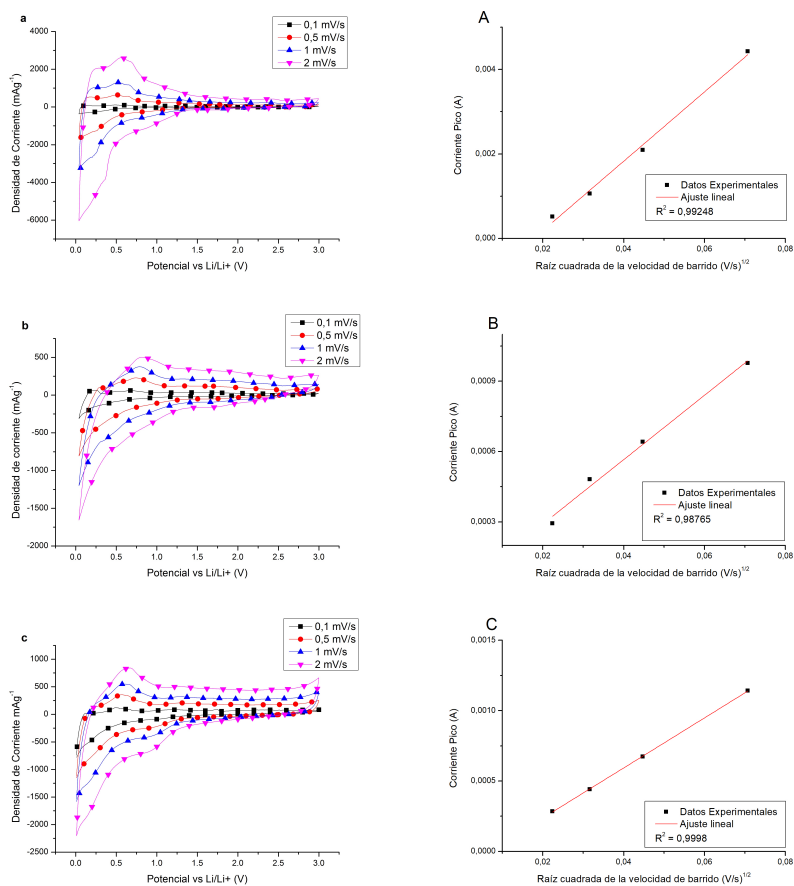 a
0,1 mV/s
0,5 mV/s
1 mV/s
2 mV/s
4000
2000
0
-2000
-4000
-6000
Densidad de Corriente (mAg-1)
0.0 0.5 1.0 1.5 2.0 2.5 3.0
Potencial vs Li/Li+ (V)
A
0,004
0,002
0,000
Corriente Pico (A)
Datos Experimentales
Ajuste lineal
R2 = 0,99248
0,02 0,04 0,06 0,08
Raíz cuadrada de la velocidad de barrido (V/s)1/2
b
0,1 mV/s
0,5 mV/s
1 mV/s
2 mV/s
500
0
-500
-1000
-1500
-2000
Densidad de corriente (mAg-1)
0.0 0.5 1.0 1.5 2.0 2.5 3.0
Potencial vs Li/Li+ (V)
B
0,0009
0,0006
0,0003
Corriente Pico (A)
Datos Experimentales
Ajuste lineal
R2 = 0,98765
0,02 0,04 0,06 0,08
Raíz cuadrada de la velocidad de barrido (V/s)1/2
c
0,1 mV/s
0,5 mV/s
1 mV/s
2 mV/s
1000
500
0
-500
-1000
-1500
-2000
-2500
Densidad de Corriente mAg-1)
0.0 0.5 1.0 1.5 2.0 2.5 3.0
Potencial vs Li/Li+ (V)
C
0,0015
0,0010
0,0005
0,0000
Corriente Pico (A)
Datos Experimentales
Ajuste lineal
R2 = 0,9998
0,02 0,04 0,06 0,08
Raíz cuadrada de la velocidad de barrido (V/s)1/2